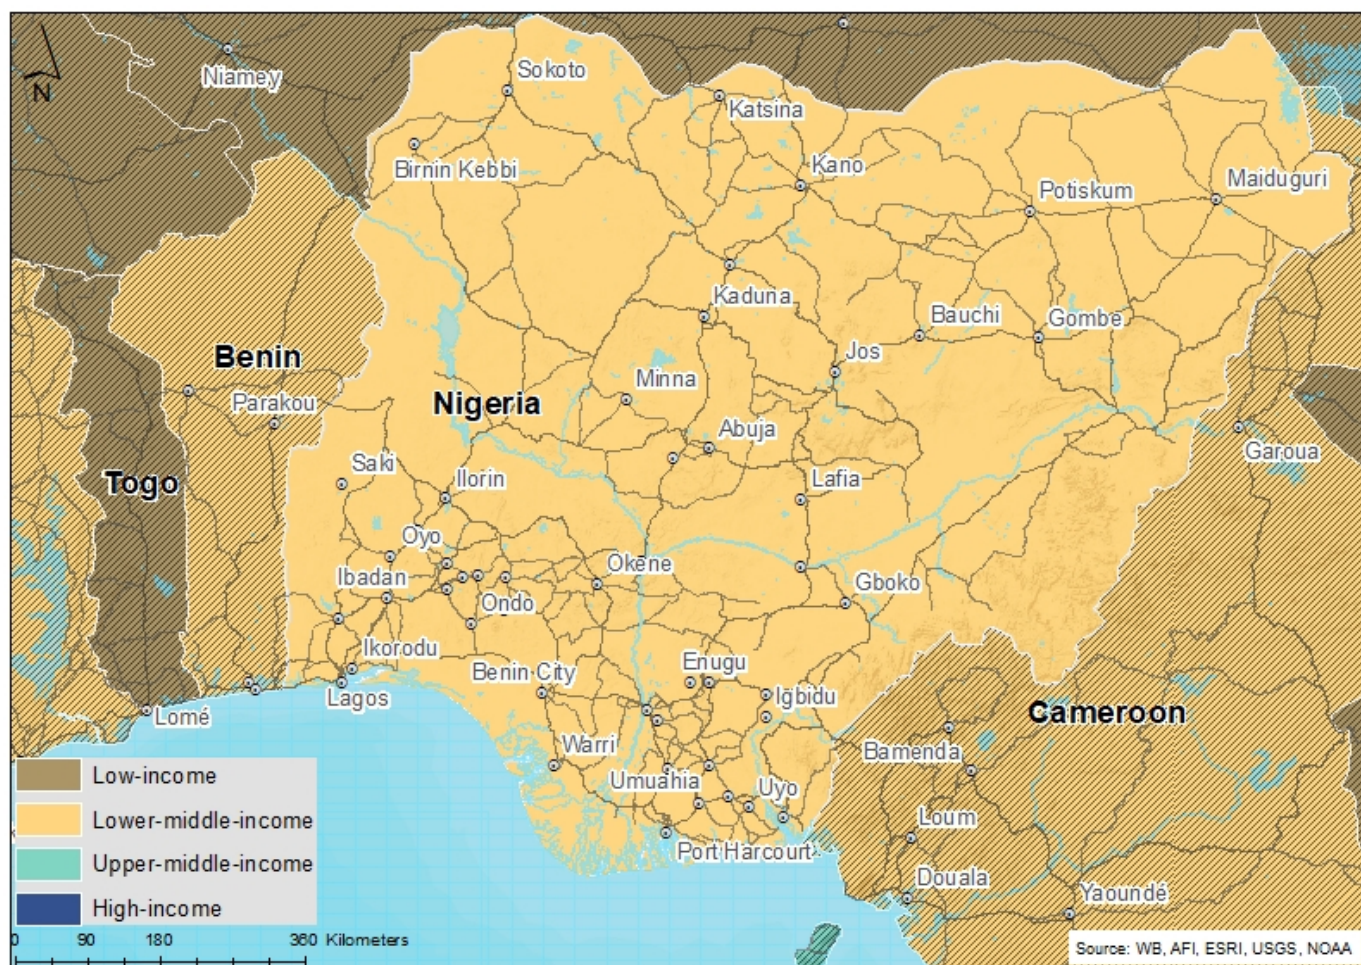 N
Niamey
Sokoto
Katsina
Birnin Kebbi
Kano
Potiskum
Maiduguri
Kaduna
Bauchi
Gombe
Jos
Benin
Minna
Parakou
Nigeria
Abuja
Garoua
Togo
Saki
Ilorin
Lafia
Oyo
Ibadan
Okene
Gboko
Ondo
Ikorodu
Benin City
Enugu
Igbidu
Lagos
Lomé
Cameroon
Bamenda
Warri
Umuahia
Uyo
Loum
Port Harcourt
Douala
Yaoundé
Low-income
Lower-middle-income
Upper-middle-income
High-income
0 90 180 360 Kilometers
Source: WB, AFI, ESRI, USGS, NOAA